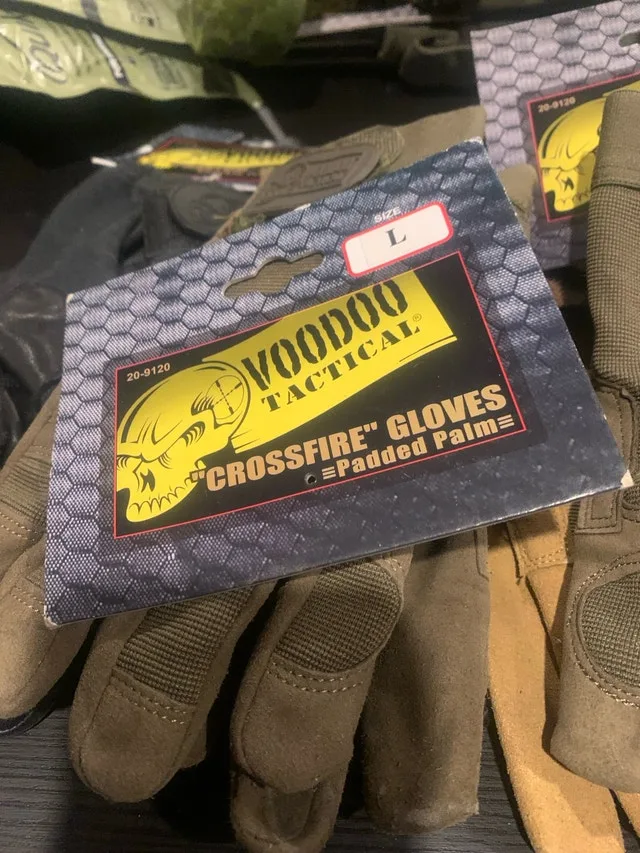 SIZE
L
20-9120
VOODOO
TACTICAL®
"CROSSFIRE" GLOVES
Padded Palm
20-9120